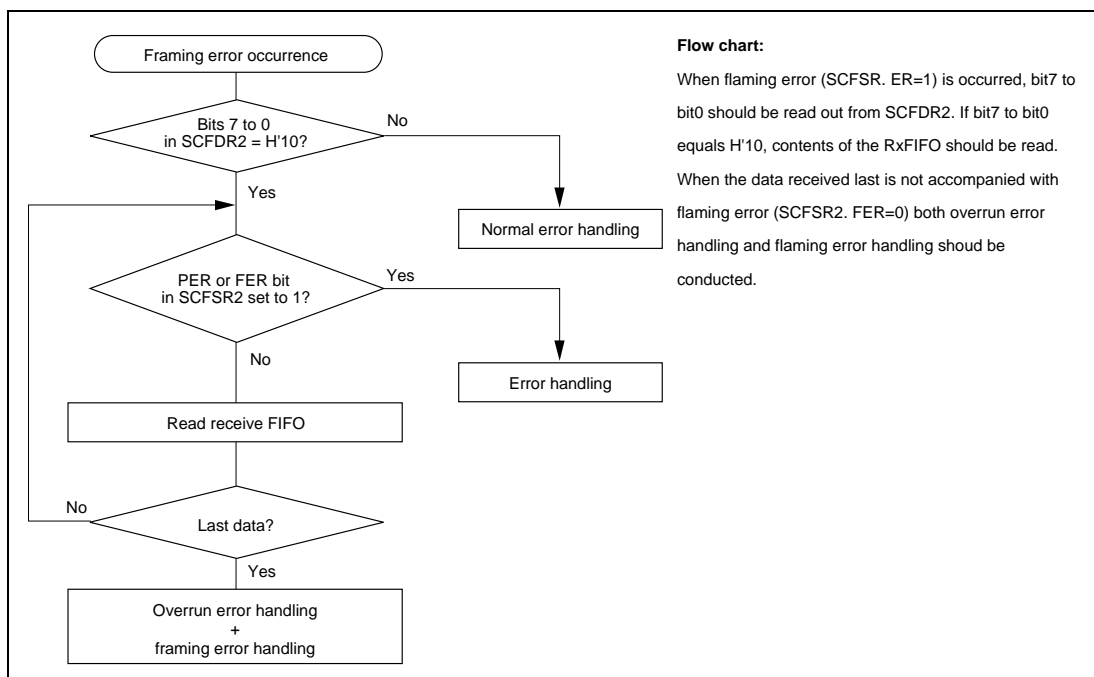 Framing error occurrence
Bits 7 to 0
in SCFDR2 = H'10?
No
Yes
Normal error handling
PER or FER bit
in SCFSR2 set to 1?
Yes
No
Error handling
Read receive FIFO
No
Last data?
Yes
Overrun error handling
+
framing error handling
Flow chart:
When flaming error (SCFSR. ER=1) is occurred, bit7 to
bit0 should be read out from SCFDR2. If bit7 to bit0
equals H'10, contents of the RxFIFO should be read.
When the data received last is not accompanied with
flaming error (SCFSR2. FER=0) both overrun error
handling and flaming error handling shoud be
conducted.